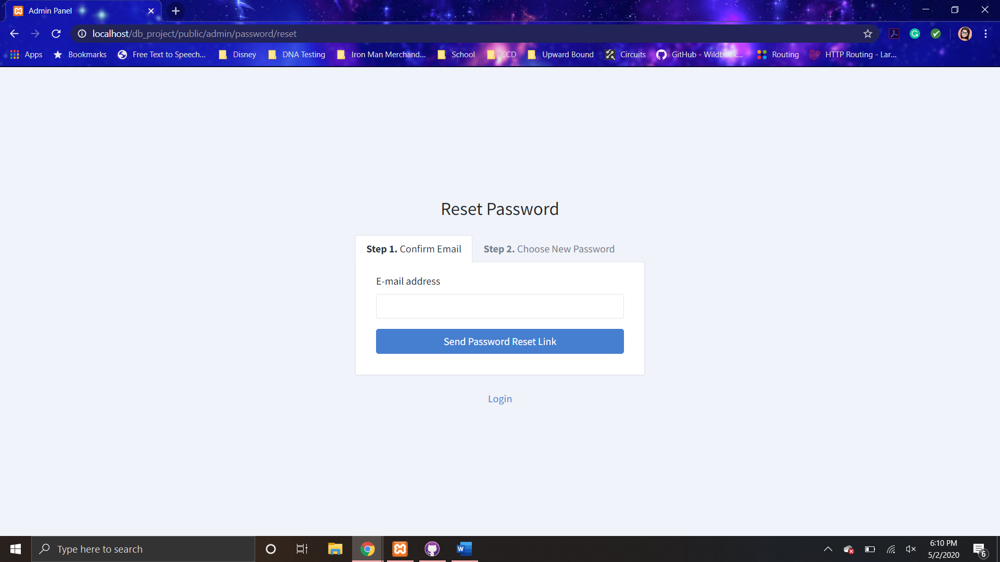 Admin Panel
localhost/db_project/public/admin/password/reset
Apps Bookmarks Free Text to Speech... Disney DNA Testing Iron Man Merchand... School CCD Upward Bound Circuits GitHub - Wildbook... Routing HTTP Routing - Lar...
Reset Password
Step 1. Confirm Email Step 2. Choose New Password
E-mail address
Send Password Reset Link
Login
Type here to search
6:10 PM
5/2/2020
6